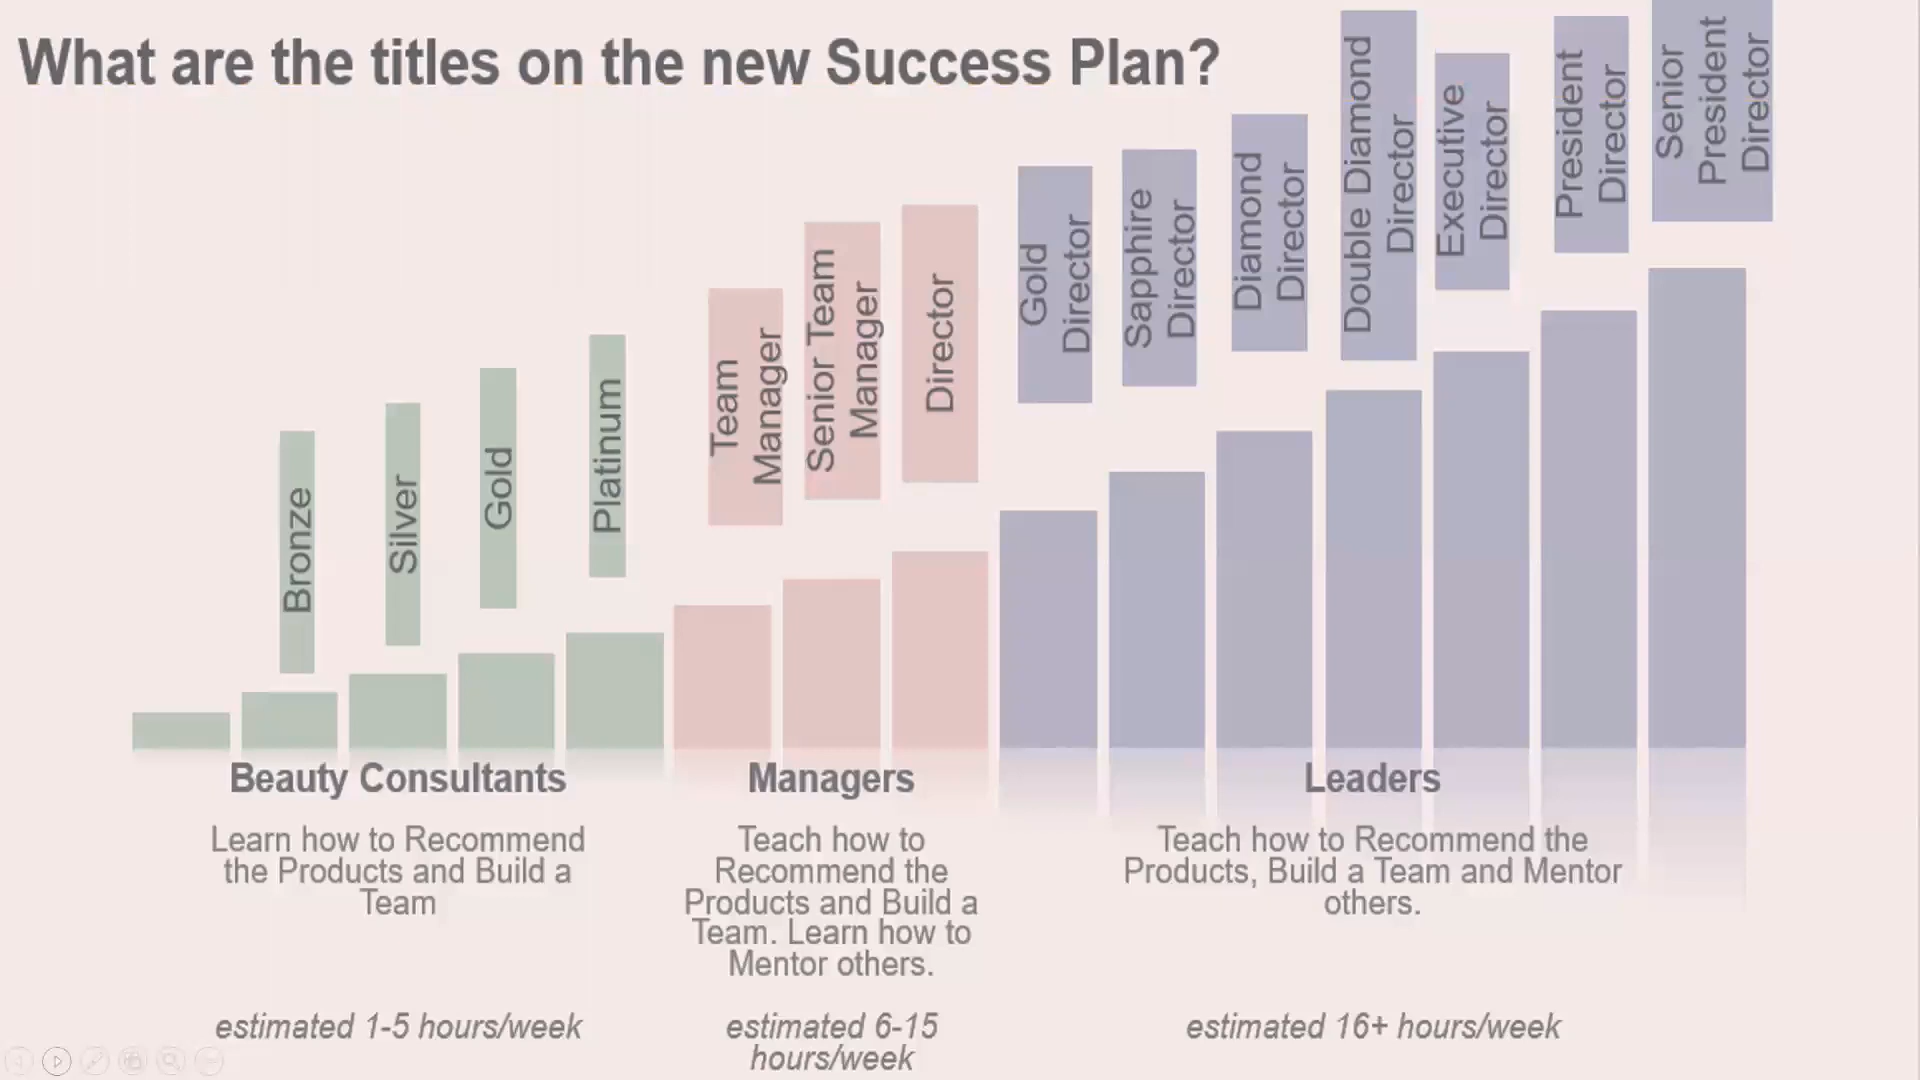 What are the titles on the new Success Plan?
Bronze
Silver
Gold
Platinum
Team
Manager
Senior Team
Manager
Director
Gold
Director
Sapphire
Director
Diamond
Director
Double Diamond
Director
Executive
Director
President
Director
Senior
President
Director
Beauty Consultants
Learn how to Recommend
the Products and Build a
Team
estimated 1-5 hours/week
Managers
Teach how to
Recommend the
Products and Build a
Team. Learn how to
Mentor others.
estimated 6-15
hours/week
Leaders
Teach how to Recommend the
Products, Build a Team and Mentor
others.
estimated 16+ hours/week